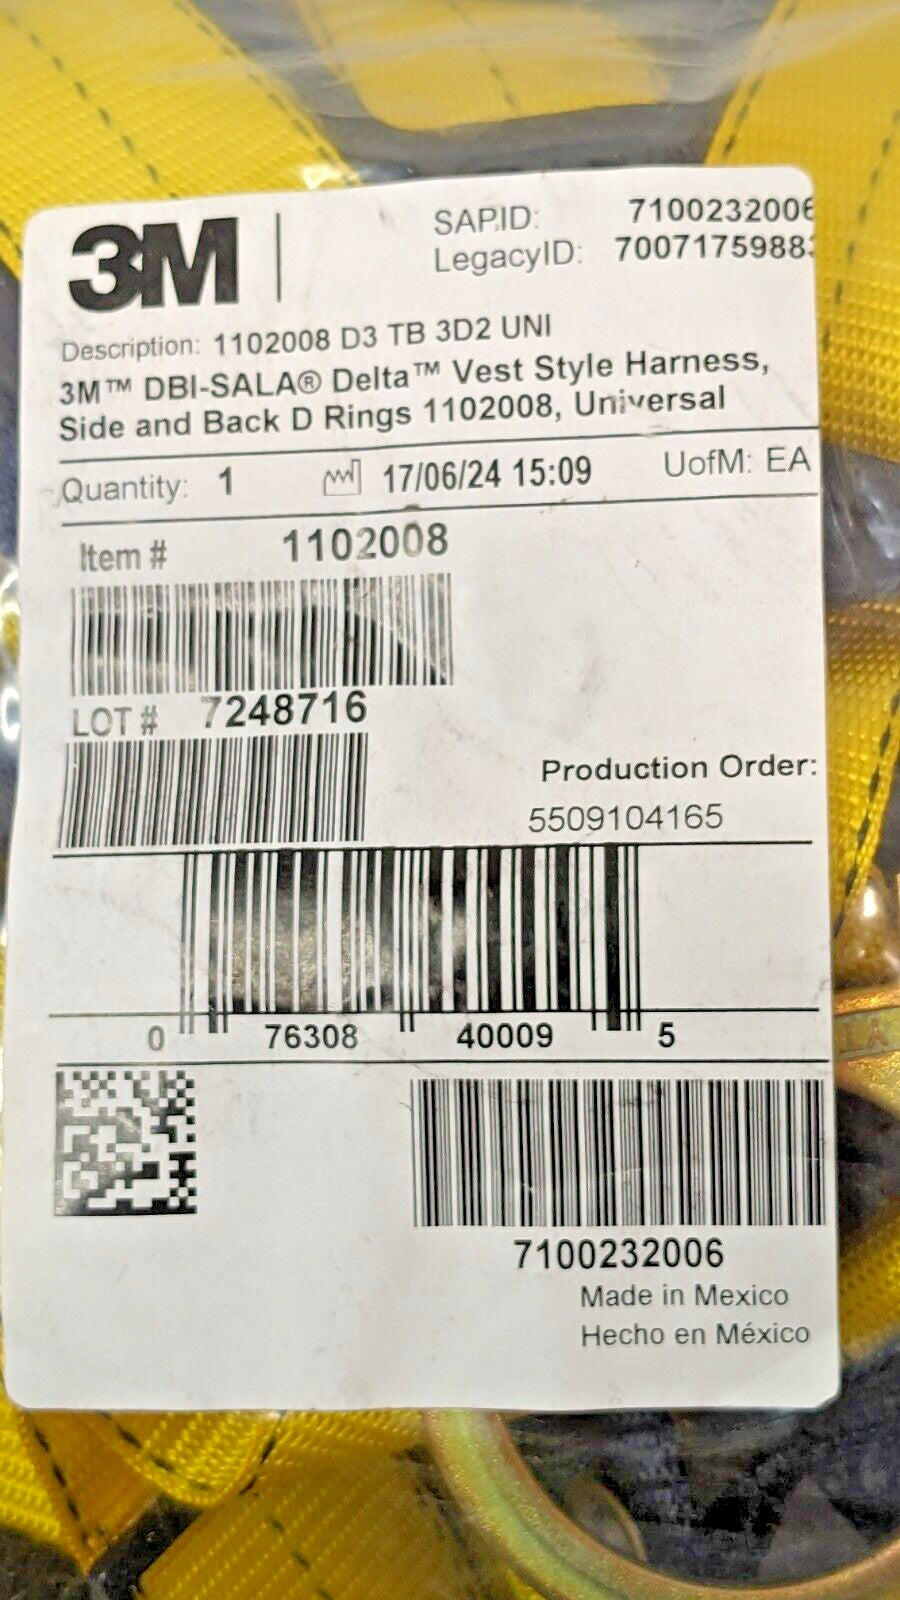 3M
SAPID: 7100232006
LegacyID: 7007175988
Description: 1102008 D3 TB 3D2 UNI
3M™ DBI-SALA® Delta™ Vest Style Harness,
Side and Back D Rings 1102008, Universal
Quantity: 1 17/06/24 15:09 UofM: EA
Item # 1102008
LOT # 7248716
Production Order:
5509104165
0 76308 40009 5
7100232006
Made in Mexico
Hecho en México